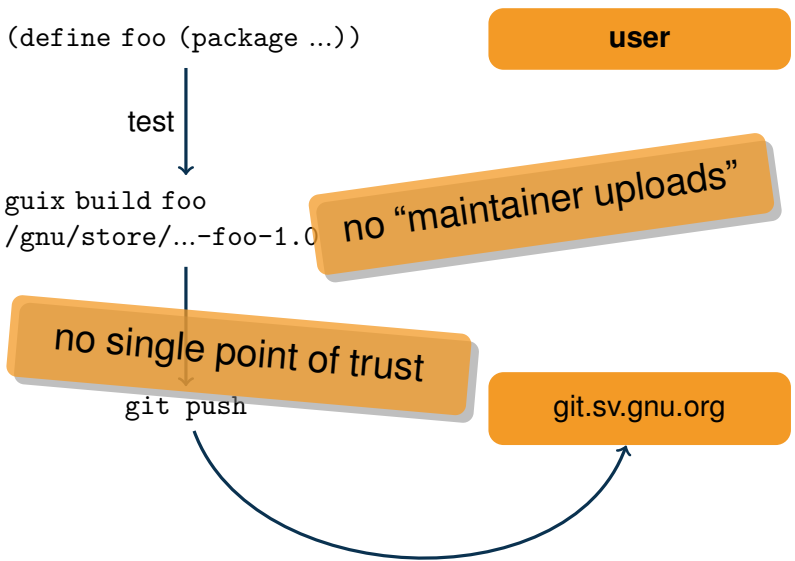 (define foo (package …))
user
test
guix build foo
/gnu/store/…-foo-1.0
no “maintainer uploads”
no single point of trust
git push
git.sv.gnu.org